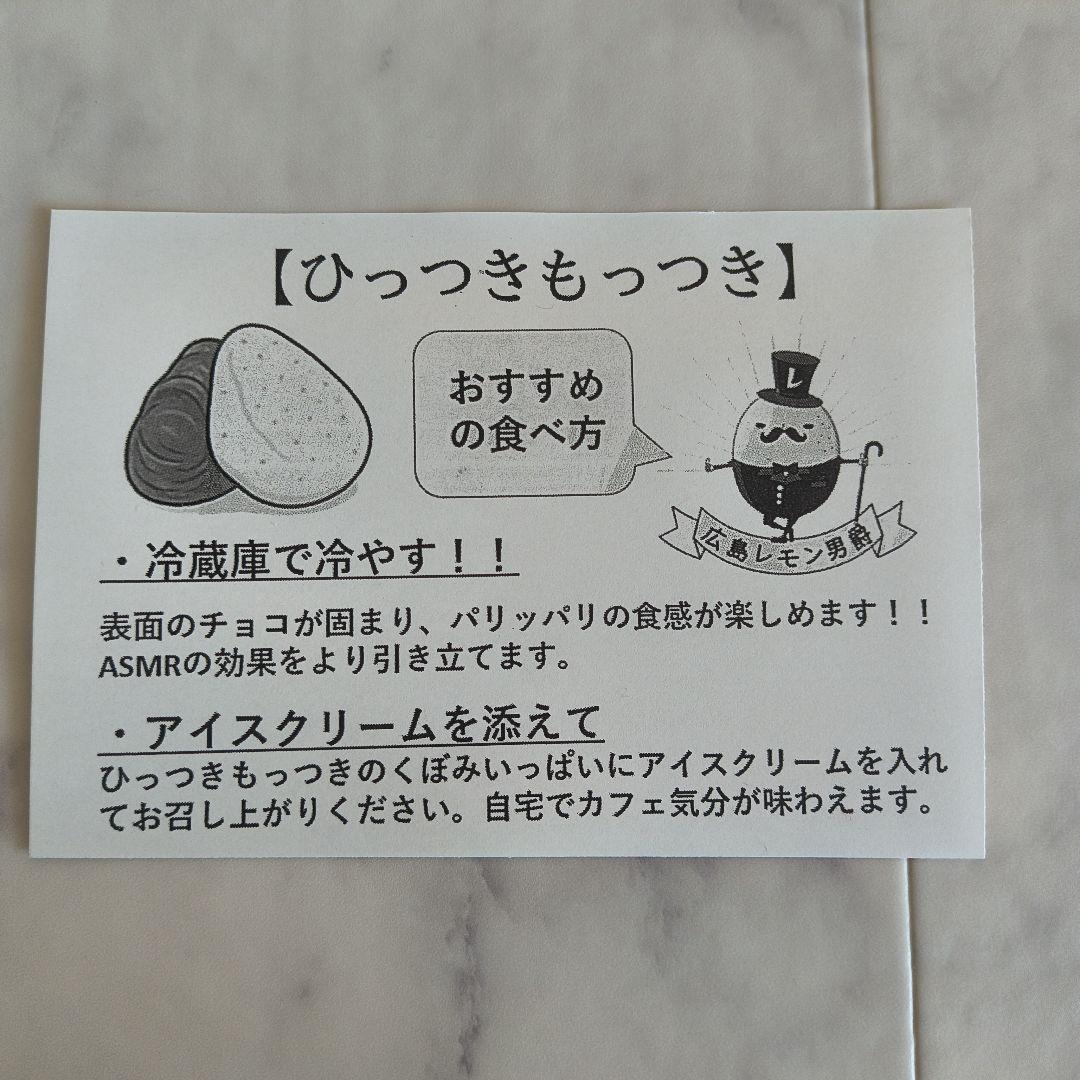 【ひっつきもっつき】
おすすめ
の食べ方
レ
広島レモン男爵
・冷蔵庫で冷やす！！
表面のチョコが固まり、パリッパリの食感が楽しめます！！
ASMRの効果をより引き立てます。
・アイスクリームを添えて
ひっつきもっつきのくぼみいっぱいにアイスクリームを入れ
てお召し上がりください。自宅でカフェ気分が味わえます。